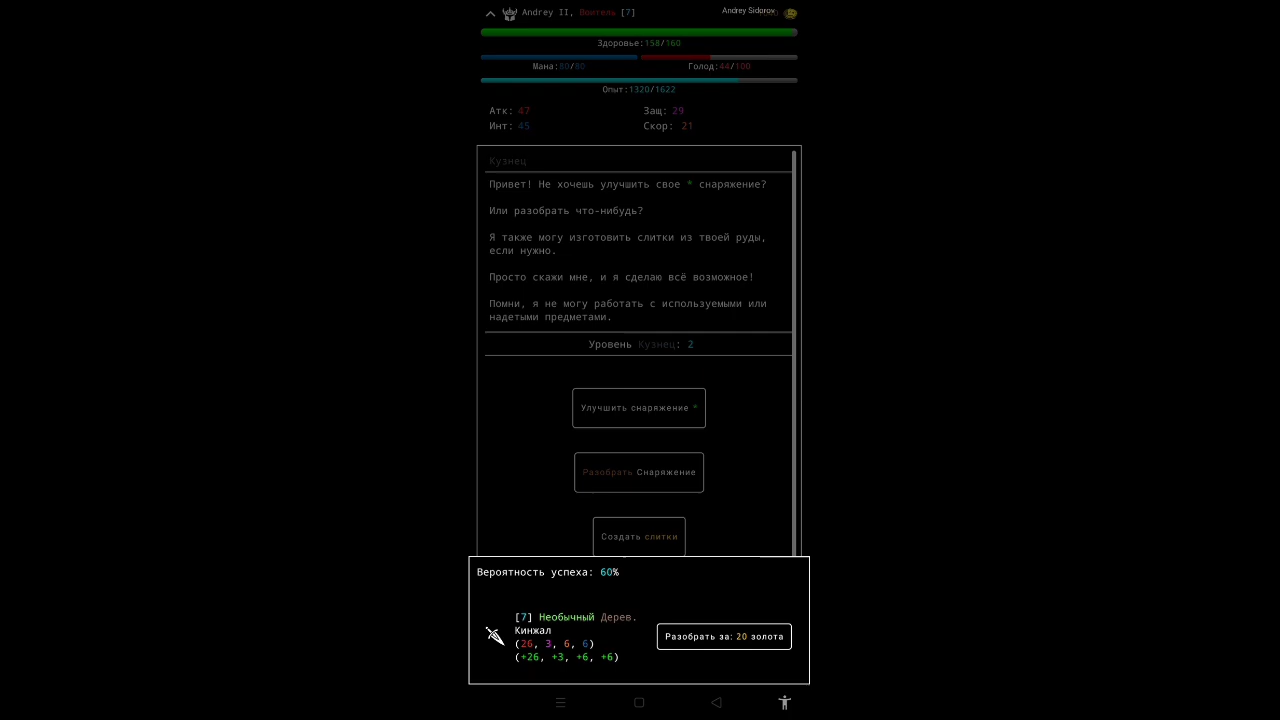 Andrey II, Воитель [7]
Andrey Sidorov
Здоровье:158/160
Мана:80/80
Голод:44/100
Опыт:1320/1622
Атк: 47
Защ: 29
Инт: 45
Скор: 21
Кузнец
Привет! Не хочешь улучшить свое * снаряжение?
Или разобрать что-нибудь?
Я также могу изготовить слитки из твоей руды,
если нужно.
Просто скажи мне, и я сделаю всё возможное!
Помни, я не могу работать с используемыми или
надетыми предметами.
Уровень Кузнец: 2
Улучшить снаряжение *
Разобрать Снаряжение
Создать слитки
Вероятность успеха: 60%
[7] Необычный Дерев.
Кинжал
(26, 3, 6, 6)
(+26, +3, +6, +6)
Разобрать за: 20 золота